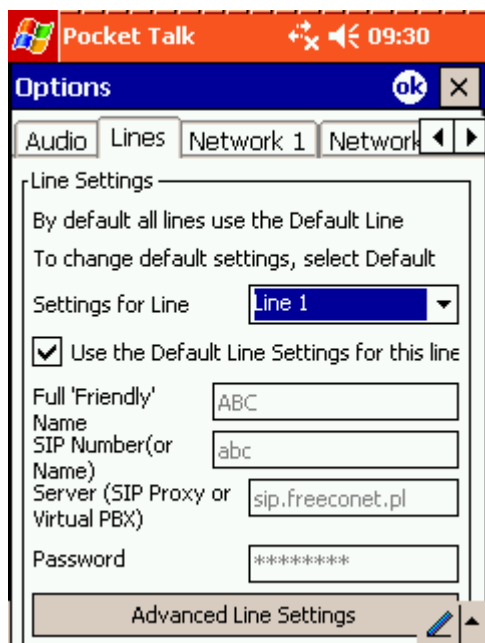 Pocket Talk 09:30
Options ok
Audio Lines Network 1 Network
Line Settings
By default all lines use the Default Line
To change default settings, select Default
Settings for Line Line 1
Use the Default Line Settings for this line
Full 'Friendly'
Name
ABC
SIP Number(or
Name)
abc
Server (SIP Proxy or
Virtual PBX)
sip.freeconet.pl
Password ********
Advanced Line Settings